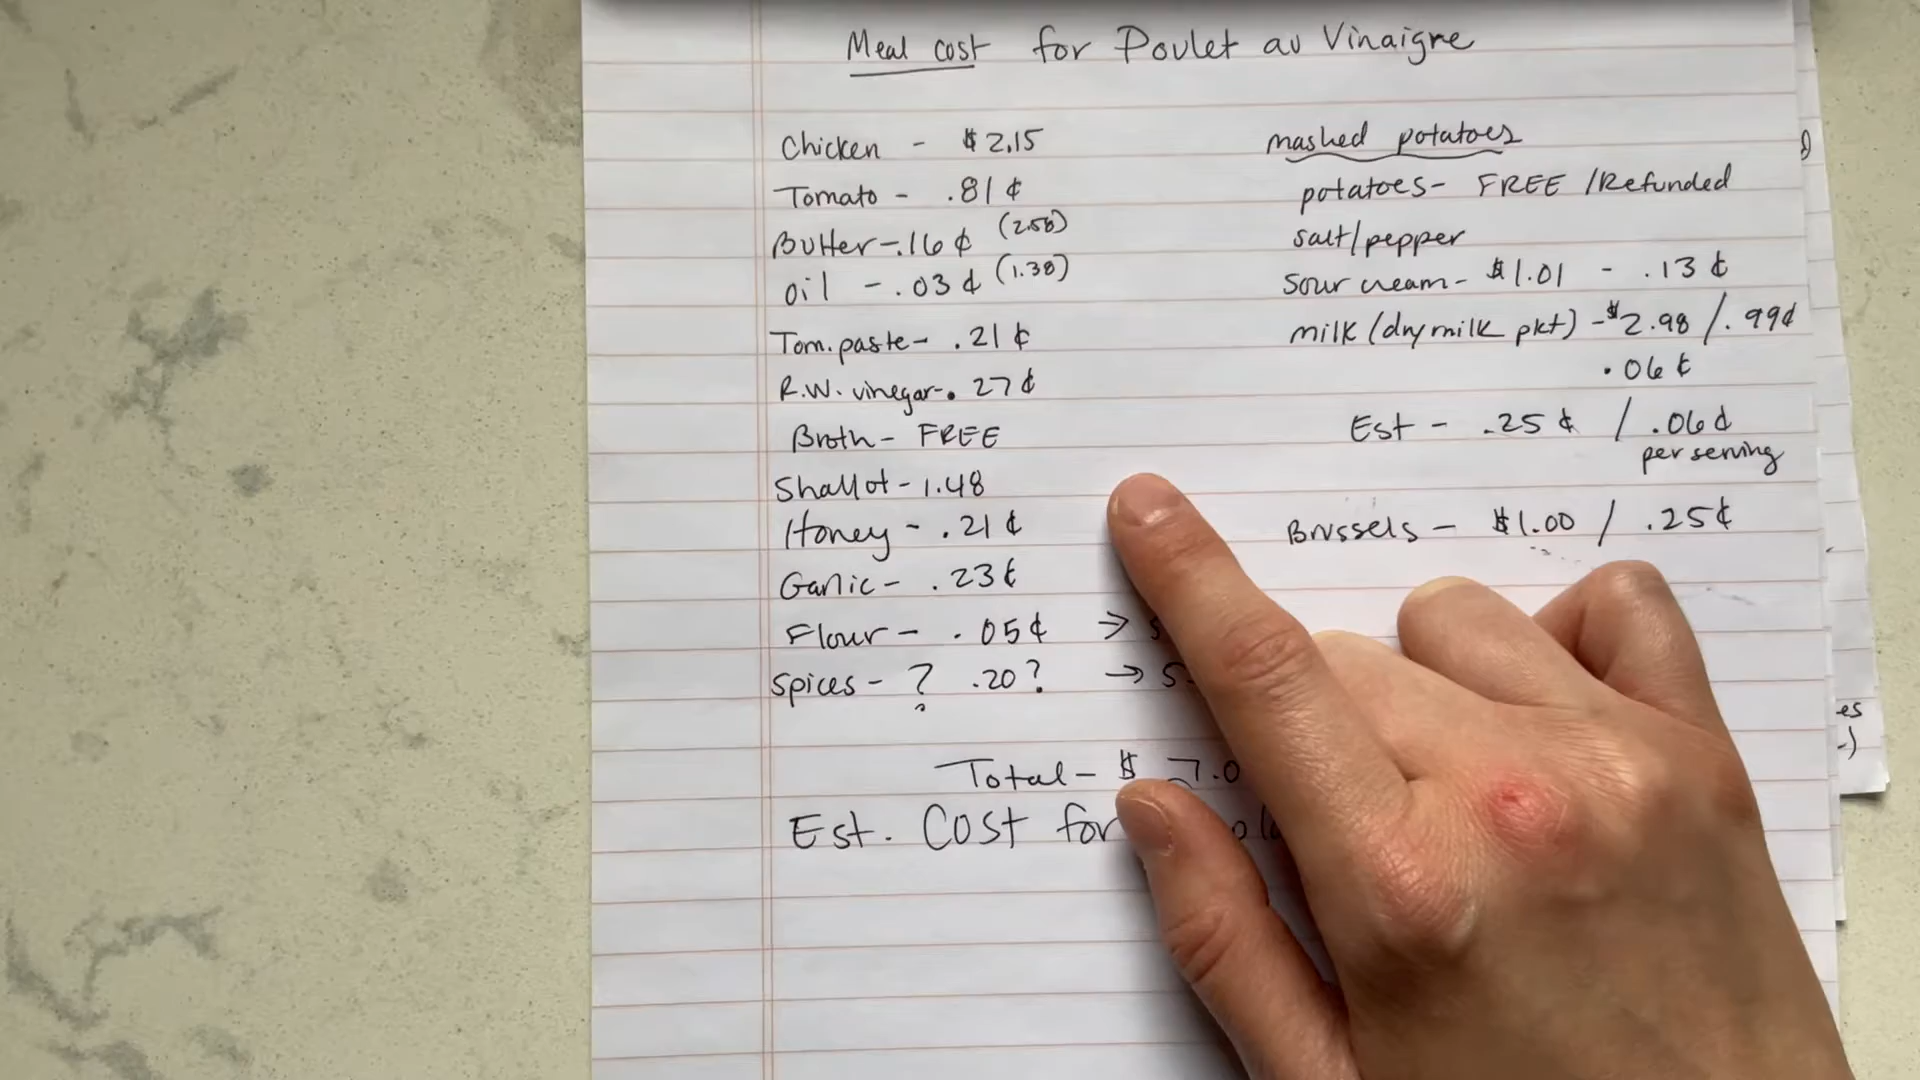 Meal cost for Poulet au Vinaigre
Chicken - $2.15
Tomato - .81¢
Butter - .16¢ (2.58)
oil - .03¢ (1.38)
Tom. paste - .21¢
R.W. vinegar - .27¢
Broth - FREE
Shallot - 1.48
Honey - .21¢
Garlic - .23¢
Flour - .05¢ →
Spices - ? .20? →
Total - $ 7.0
Est. Cost for
mashed potatoes
potatoes - FREE / Refunded
salt/pepper
sour cream - $1.01 - .13¢
milk (dry milk pkt) - $2.98 / .99¢
.06¢
Est - .25¢ / .06¢
per serving
Brussels - $1.00 / .25¢